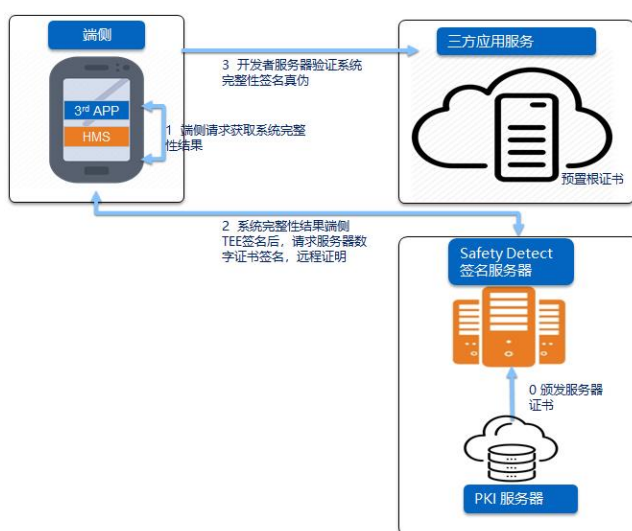 端侧
三方应用服务
3 开发者服务器验证系统
完整性签名真伪
3rd APP
HMS
1 端侧请求获取系统完整
性结果
预置根证书
2 系统完整性结果端侧
TEE签名后，请求服务器数
字证书签名，远程证明
Safety Detect
签名服务器
0 颁发服务器
证书
PKI 服务器